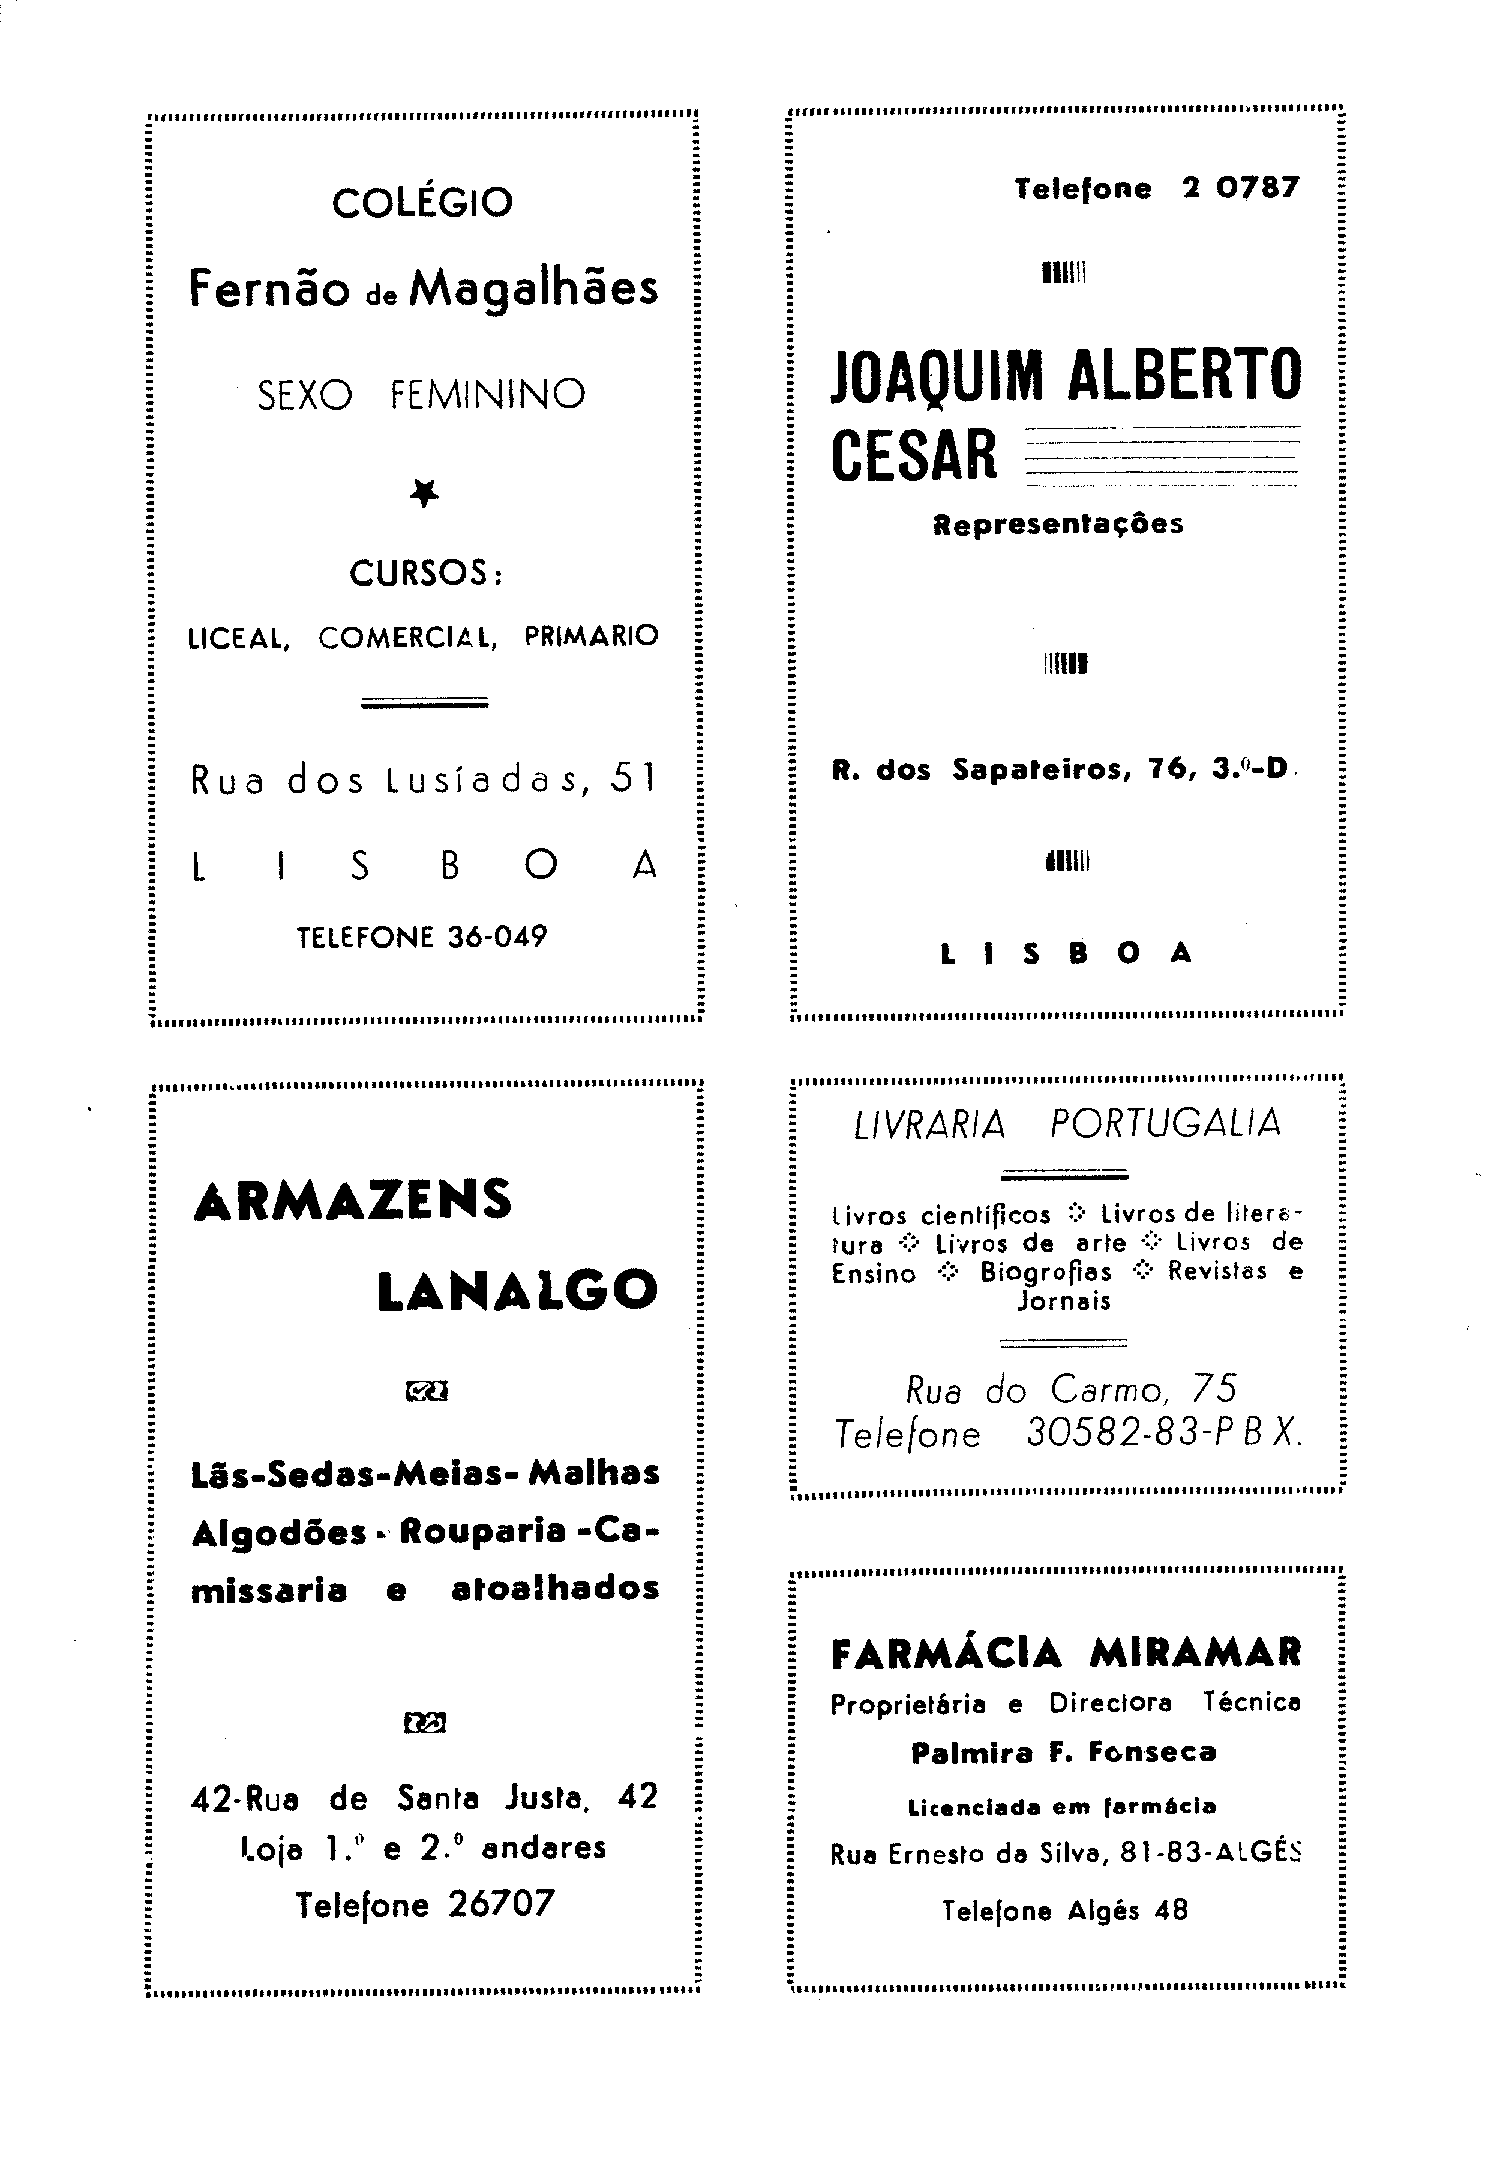 COLÉGIO
Fernão de Magalhães
SEXO FEMININO
CURSOS:
LICEAL, COMERCIAL, PRIMARIO
Rua dos Lusíadas, 51
LISBOA
TELEFONE 36-049
Telefone 2 0787
JOAQUIM ALBERTO
CESAR
Representações
R. dos Sapateiros, 76, 3.º-D.
LISBOA
ARMAZENS
LANALGO
Lãs-Sedas-Meias-Malhas
Algodões - Rouparia -Ca-
missaria e atoalhados
42-Rua de Santa Justa, 42
Loja 1.º e 2.º andares
Telefone 26707
LIVRARIA PORTUGALIA
Livros científicos Livros de litera-
tura Livros de arte Livros de
Ensino Biogrofias Revistas e
Jornais
Rua do Carmo, 75
Telefone 30582-83-P B X.
FARMÁCIA MIRAMAR
Proprietária e Directora Técnica
Palmira F. Fonseca
Licenciada em farmácia
Rua Ernesto da Silva, 81-83-ALGÉS
Telefone Algés 48